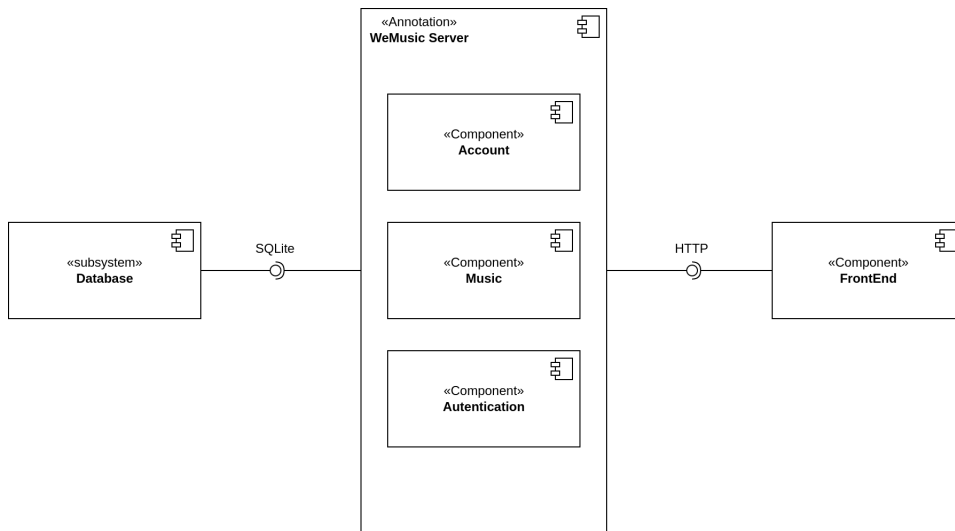 «Annotation»
WeMusic Server
«Component»
Account
«subsystem»
Database
SQLite
«Component»
Music
HTTP
«Component»
FrontEnd
«Component»
Autentication